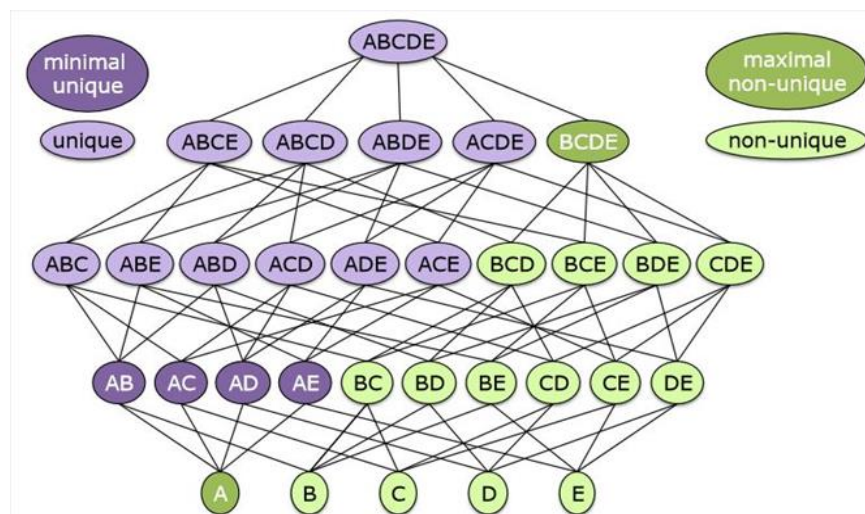 ABCDE
minimal
unique
maximal
non-unique
unique
ABCE ABCD ABDE ACDE BCDE
non-unique
ABC ABE ABD ACD ADE ACE BCD BCE BDE CDE
AB AC AD AE BC BD BE CD CE DE
A B C D E